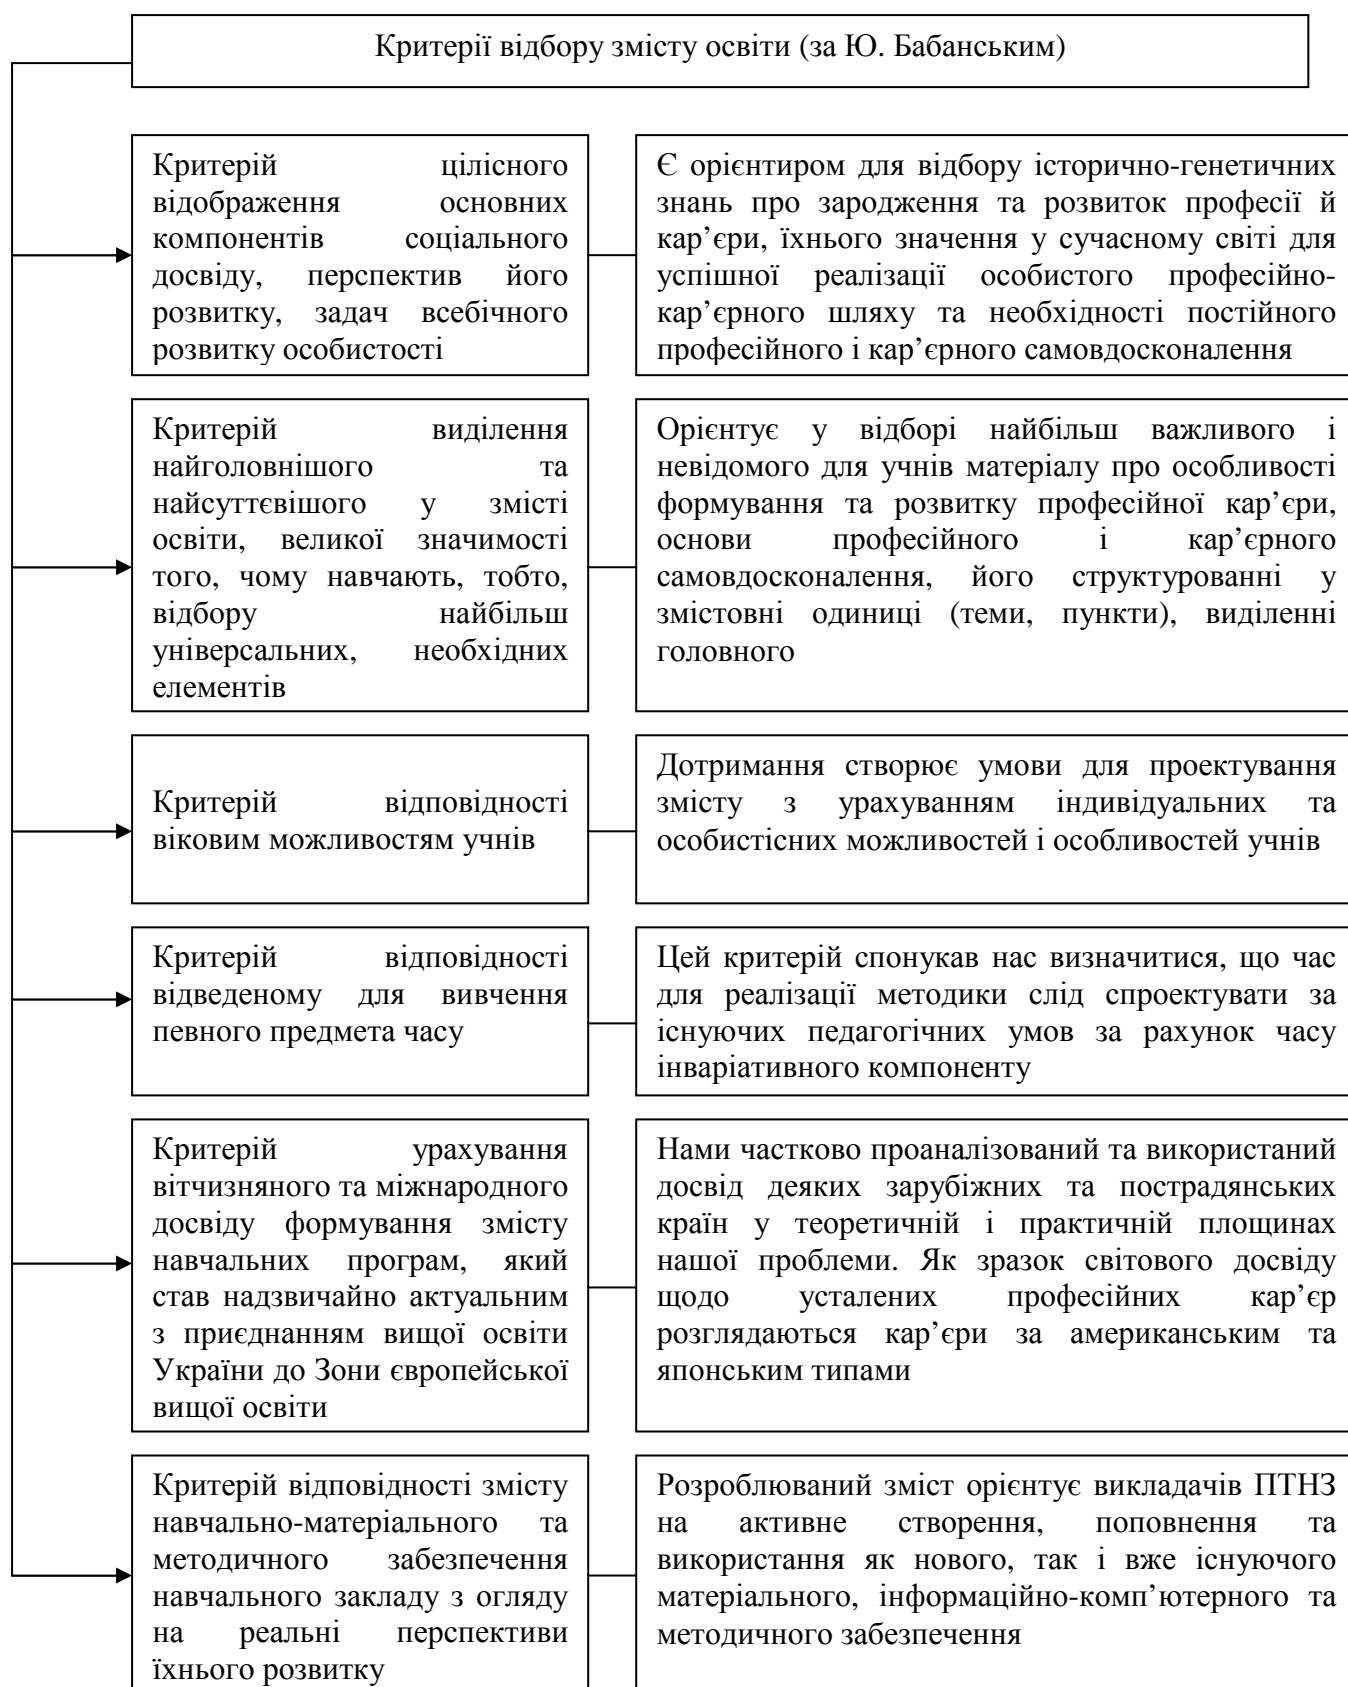 Критерії відбору змісту освіти (за Ю. Бабанським)
Критерій цілісного
відображення основних
компонентів соціального
досвіду, перспектив його
розвитку, задач всебічного
розвитку особистості
Є орієнтиром для відбору історично-генетичних
знань про зародження та розвиток професії й
кар’єри, їхнього значення у сучасному світі для
успішної реалізації особистого професійно-
кар’єрного шляху та необхідності постійного
професійного і кар’єрного самовдосконалення
Критерій виділення
найголовнішого та
найсуттєвішого у змісті
освіти, великої значимості
того, чому навчають, тобто,
відбору найбільш
універсальних, необхідних
елементів
Орієнтує у відборі найбільш важливого і
невідомого для учнів матеріалу про особливості
формування та розвитку професійної кар’єри,
основи професійного і кар’єрного
самовдосконалення, його структурованні у
змістовні одиниці (теми, пункти), виділенні
головного
Критерій відповідності
віковим можливостям учнів
Дотримання створює умови для проектування
змісту з урахуванням індивідуальних та
особистісних можливостей і особливостей учнів
Критерій відповідності
відведеному для вивчення
певного предмета часу
Цей критерій спонукав нас визначитися, що час
для реалізації методики слід спроектувати за
існуючих педагогічних умов за рахунок часу
інваріативного компоненту
Критерій урахування
вітчизняного та міжнародного
досвіду формування змісту
навчальних програм, який
став надзвичайно актуальним
з приєднанням вищої освіти
України до Зони європейської
вищої освіти
Нами частково проаналізований та використаний
досвід деяких зарубіжних та пострадянських
країн у теоретичній і практичній площинах
нашої проблеми. Як зразок світового досвіду
щодо усталених професійних кар’єр
розглядаються кар’єри за американським та
японським типами
Критерій відповідності змісту
навчально-матеріального та
методичного забезпечення
навчального закладу з огляду
на реальні перспективи
їхнього розвитку
Розроблюваний зміст орієнтує викладачів ПТНЗ
на активне створення, поповнення та
використання як нового, так і вже існуючого
матеріального, інформаційно-комп’ютерного та
методичного забезпечення